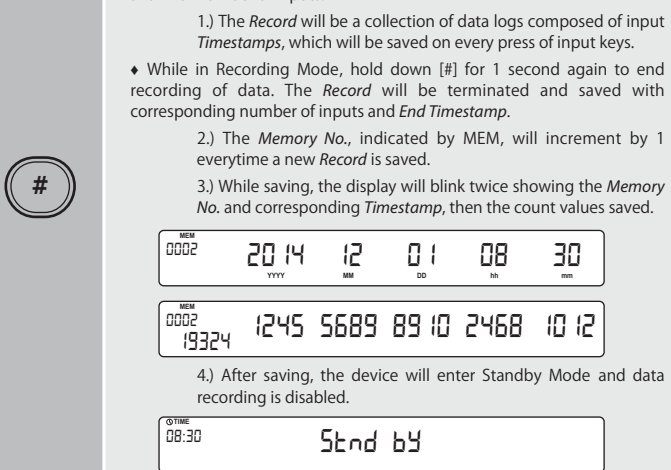 1.) The Record will be a collection of data logs composed of input
Timestamps, which will be saved on every press of input keys.
♦ While in Recording Mode, hold down [#] for 1 second again to end
recording of data. The Record will be terminated and saved with
corresponding number of inputs and End Timestamp.
2.) The Memory No., indicated by MEM, will increment by 1
everytime a new Record is saved.
#
3.) While saving, the display will blink twice showing the Memory
No. and corresponding Timestamp, then the count values saved.
MEM
0002 2014 12 01 08 30
YYYY MM DD hh mm
MEM
0002 1245 5689 8910 2468 1012
19324
4.) After saving, the device will enter Standby Mode and data
recording is disabled.
TIME
08:30 Stnd bY